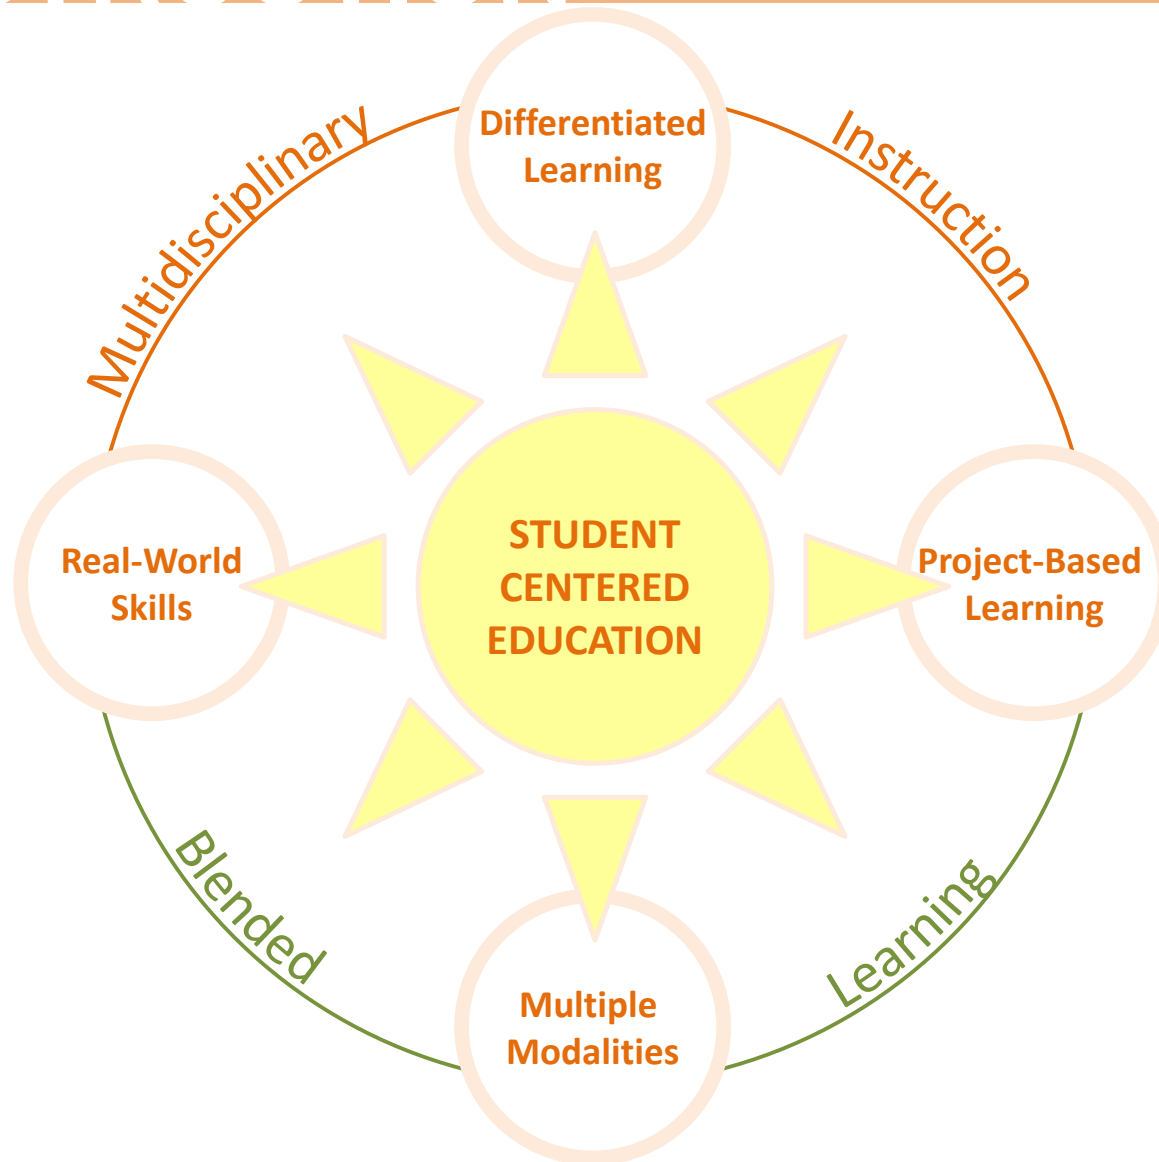 Differentiated
Learning
Multidisciplinary
Instruction
STUDENT
CENTERED
EDUCATION
Real-World
Skills
Project-Based
Learning
Blended
Learning
Multiple
Modalities